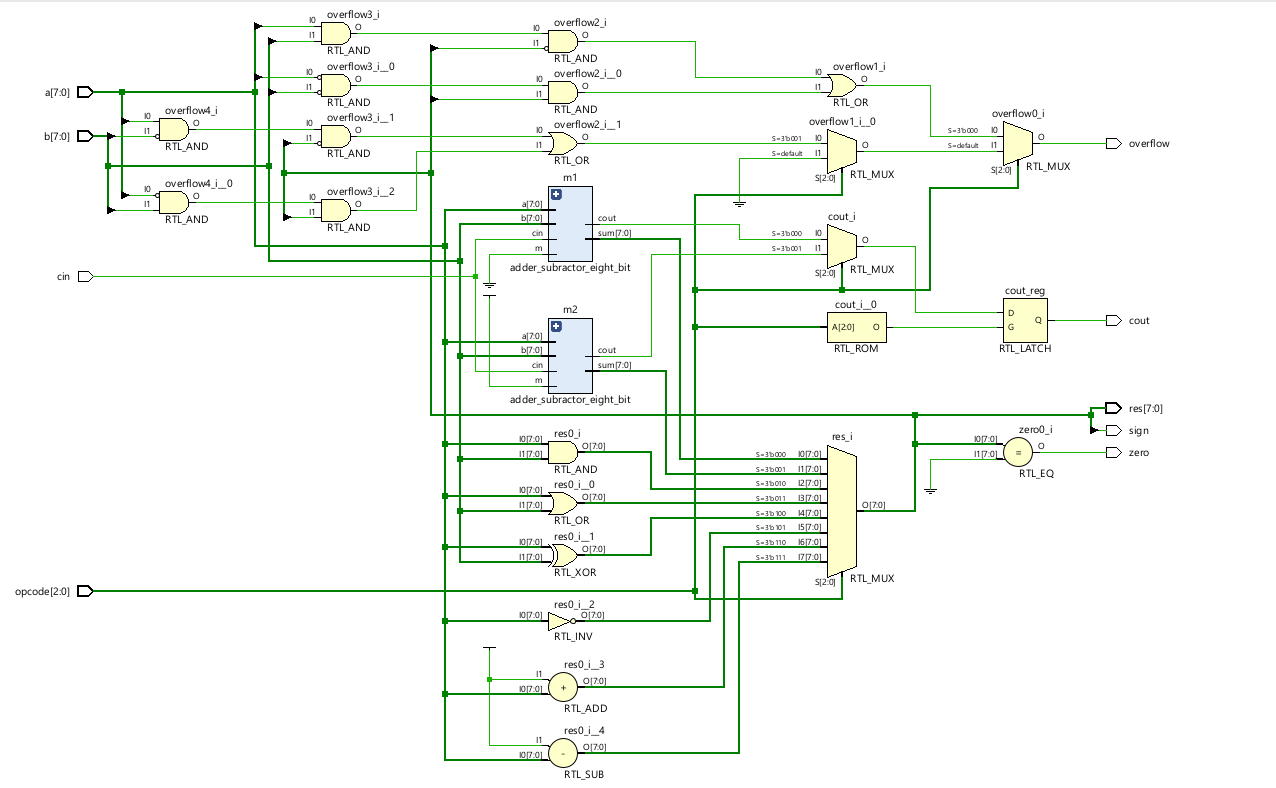 overflow3_i
I0
I1
O
RTL_AND
overflow2_i
I0
I1
O
RTL_AND
overflow3_i__0
I0
I1
O
RTL_AND
overflow2_i__0
I0
I1
O
RTL_AND
overflow1_i
I0
I1
O
RTL_OR
a[7:0]
overflow4_i
I0
I1
O
RTL_AND
b[7:0]
overflow3_i__1
I0
I1
O
RTL_AND
overflow2_i__1
I0
I1
O
RTL_OR
overflow1_i__0
S=3'b001 I0
S=default I1
O
S[2:0]
RTL_MUX
overflow0_i
S=3'b000 I0
S=default I1
O
S[2:0]
RTL_MUX
overflow
overflow4_i__0
I0
I1
O
RTL_AND
overflow3_i__2
I0
I1
O
RTL_AND
m1
a[7:0]
b[7:0]
cin
m
cout
sum[7:0]
adder_subractor_eight_bit
cout_i
S=3'b000 I0
S=3'b001 I1
O
S[2:0]
RTL_MUX
cin
m2
a[7:0]
b[7:0]
cin
m
cout
sum[7:0]
adder_subractor_eight_bit
cout_i__0
A[2:0] O
RTL_ROM
cout_reg
D
G
Q
RTL_LATCH
cout
res[7:0]
sign
zero
zero0_i
I0[7:0]
I1[7:0]
=
O
RTL_EQ
res0_i
I0[7:0]
I1[7:0]
O[7:0]
RTL_AND
res0_i__0
I0[7:0]
I1[7:0]
O[7:0]
RTL_OR
res0_i__1
I0[7:0]
I1[7:0]
O[7:0]
RTL_XOR
res_i
S=3'b000 I0[7:0]
S=3'b001 I1[7:0]
S=3'b010 I2[7:0]
S=3'b011 I3[7:0]
S=3'b100 I4[7:0]
S=3'b101 I5[7:0]
S=3'b110 I6[7:0]
S=3'b111 I7[7:0]
O[7:0]
S[2:0]
RTL_MUX
opcode[2:0]
res0_i__2
I0[7:0]
O[7:0]
RTL_INV
res0_i__3
I1
I0[7:0]
+
O[7:0]
RTL_ADD
res0_i__4
I1
I0[7:0]
-
O[7:0]
RTL_SUB